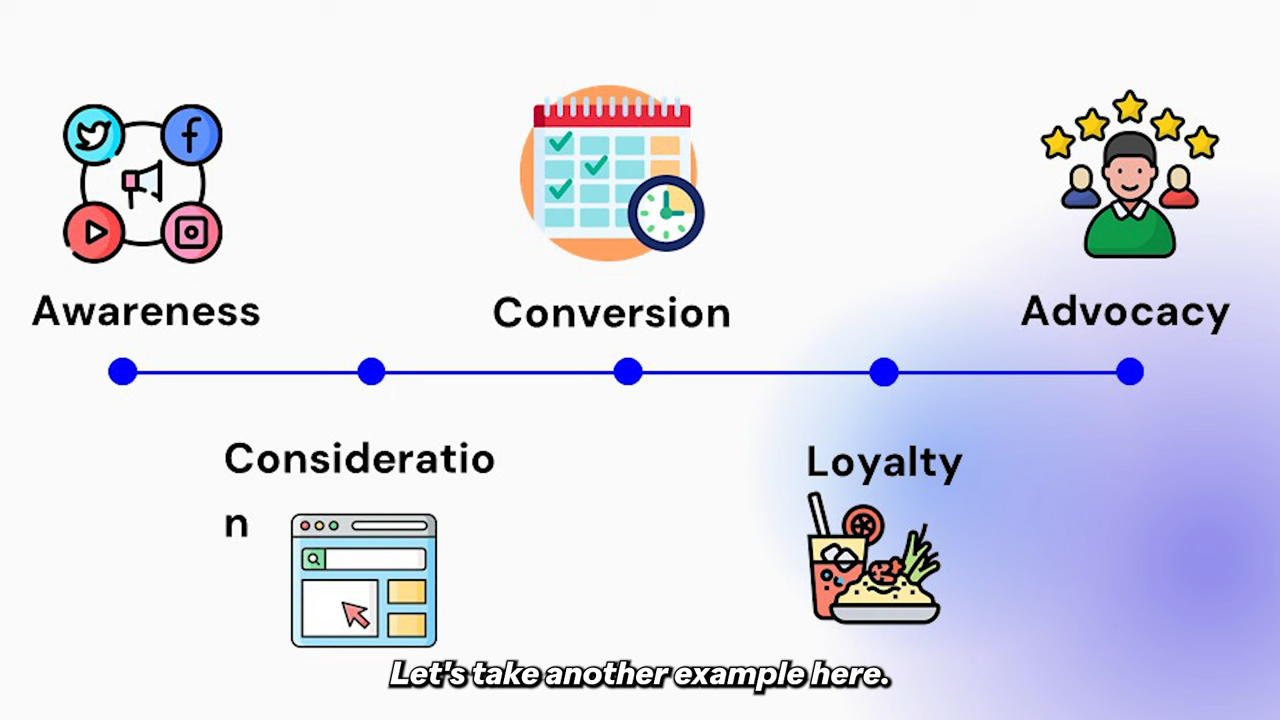 Awareness
Conversion
Advocacy
Consideratio
n
Loyalty
Let's take another example here.